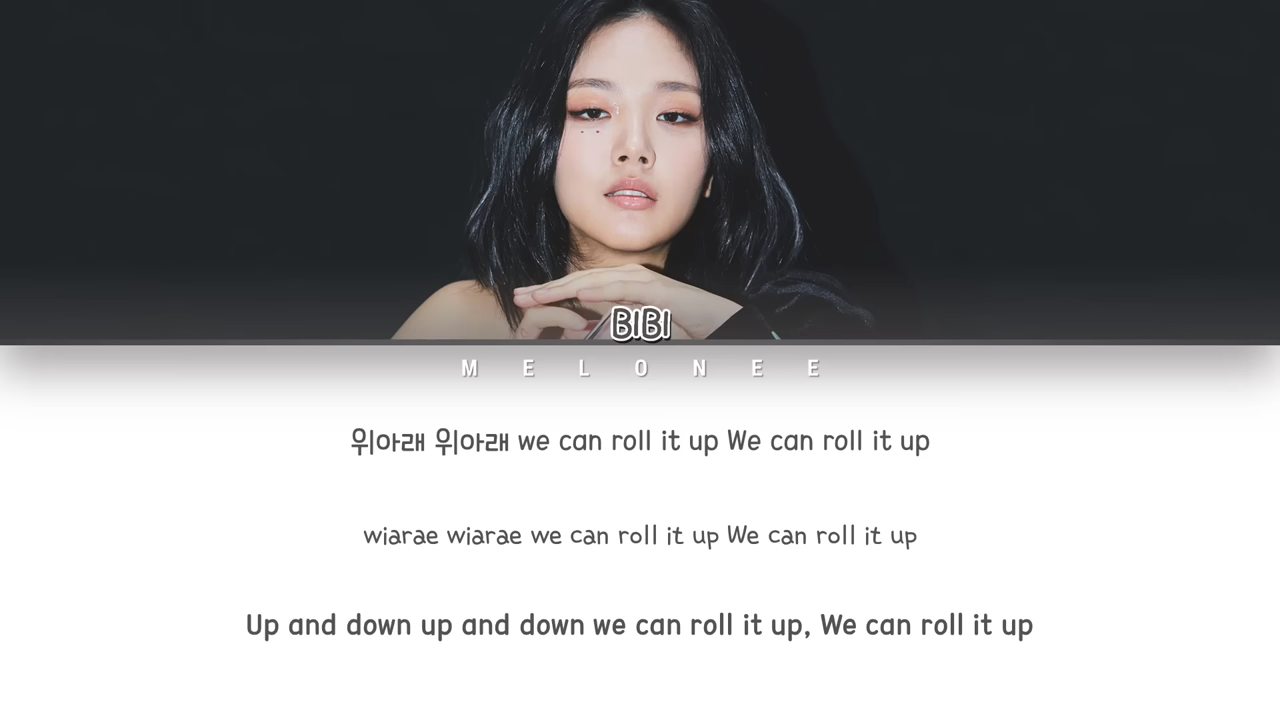 BIBI
MELONEE
위아래 위아래 we can roll it up We can roll it up
wiarae wiarae we can roll it up We can roll it up
Up and down up and down we can roll it up, We can roll it up